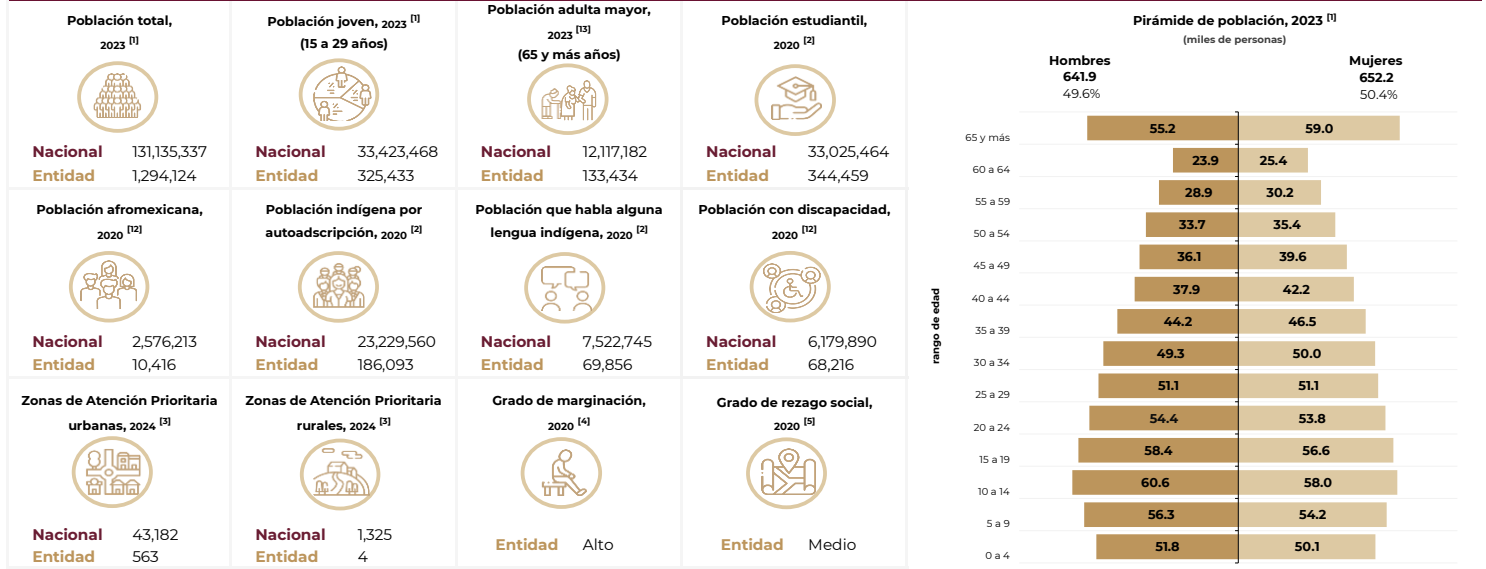 Población total,
2023 [1]
Nacional 131,135,337
Entidad 1,294,124
Población joven, 2023 [1]
(15 a 29 años)
Nacional 33,423,468
Entidad 325,433
Población adulta mayor,
2023 [13]
(65 y más años)
Nacional 12,117,182
Entidad 133,434
Población estudiantil,
2020 [2]
Nacional 33,025,464
Entidad 344,459
Población afromexicana,
2020 [12]
Nacional 2,576,213
Entidad 10,416
Población indígena por
autoadscripción, 2020 [2]
Nacional 23,229,560
Entidad 186,093
Población que habla alguna
lengua indígena, 2020 [2]
Nacional 7,522,745
Entidad 69,856
Población con discapacidad,
2020 [12]
Nacional 6,179,890
Entidad 68,216
Zonas de Atención Prioritaria
urbanas, 2024 [3]
Nacional 43,182
Entidad 563
Zonas de Atención Prioritaria
rurales, 2024 [3]
Nacional 1,325
Entidad 4
Grado de marginación,
2020 [4]
Entidad Alto
Grado de rezago social,
2020 [5]
Entidad Medio
Pirámide de población, 2023 [1]
(miles de personas)
Hombres Mujeres
641.9 652.2
49.6% 50.4%
rango de edad
65 y más 55.2 59.0
60 a 64 23.9 25.4
55 a 59 28.9 30.2
50 a 54 33.7 35.4
45 a 49 36.1 39.6
40 a 44 37.9 42.2
35 a 39 44.2 46.5
30 a 34 49.3 50.0
25 a 29 51.1 51.1
20 a 24 54.4 53.8
15 a 19 58.4 56.6
10 a 14 60.6 58.0
5 a 9 56.3 54.2
0 a 4 51.8 50.1